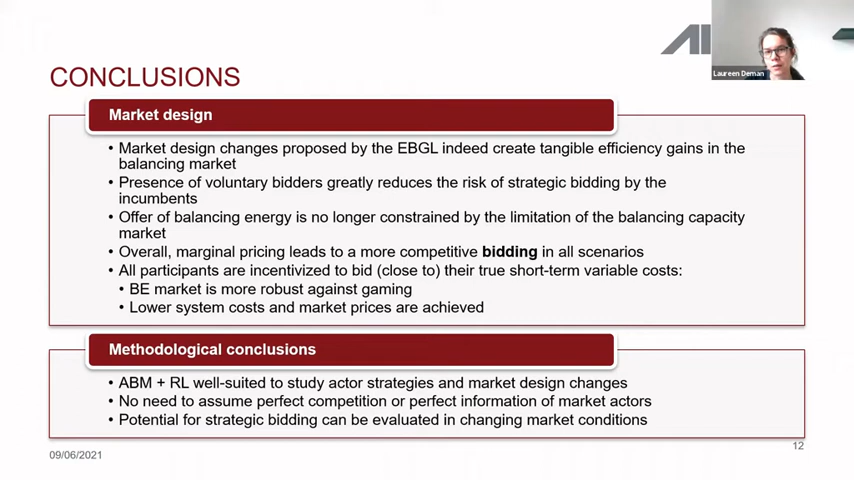 Laureen Deman
CONCLUSIONS
Market design
• Market design changes proposed by the EBGL indeed create tangible efficiency gains in the
balancing market
• Presence of voluntary bidders greatly reduces the risk of strategic bidding by the
incumbents
• Offer of balancing energy is no longer constrained by the limitation of the balancing capacity
market
• Overall, marginal pricing leads to a more competitive bidding in all scenarios
• All participants are incentivized to bid (close to) their true short-term variable costs:
• BE market is more robust against gaming
• Lower system costs and market prices are achieved
Methodological conclusions
• ABM + RL well-suited to study actor strategies and market design changes
• No need to assume perfect competition or perfect information of market actors
• Potential for strategic bidding can be evaluated in changing market conditions
12
09/06/2021